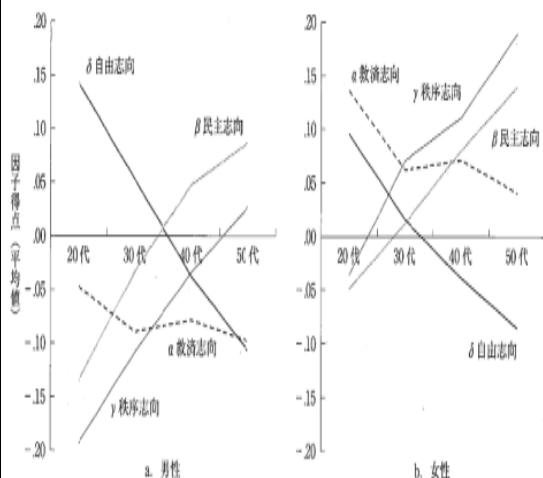 因子得点(平均値)
.20
.15
.10
.05
.00
-.05
-.10
-.15
-.20
20代
30代
40代
50代
δ自由志向
β民主志向
α救済志向
γ秩序志向
a. 男性
.20
.15
.10
.05
.00
-.05
-.10
-.15
-.20
20代
30代
40代
50代
α救済志向
γ秩序志向
β民主志向
δ自由志向
b. 女性